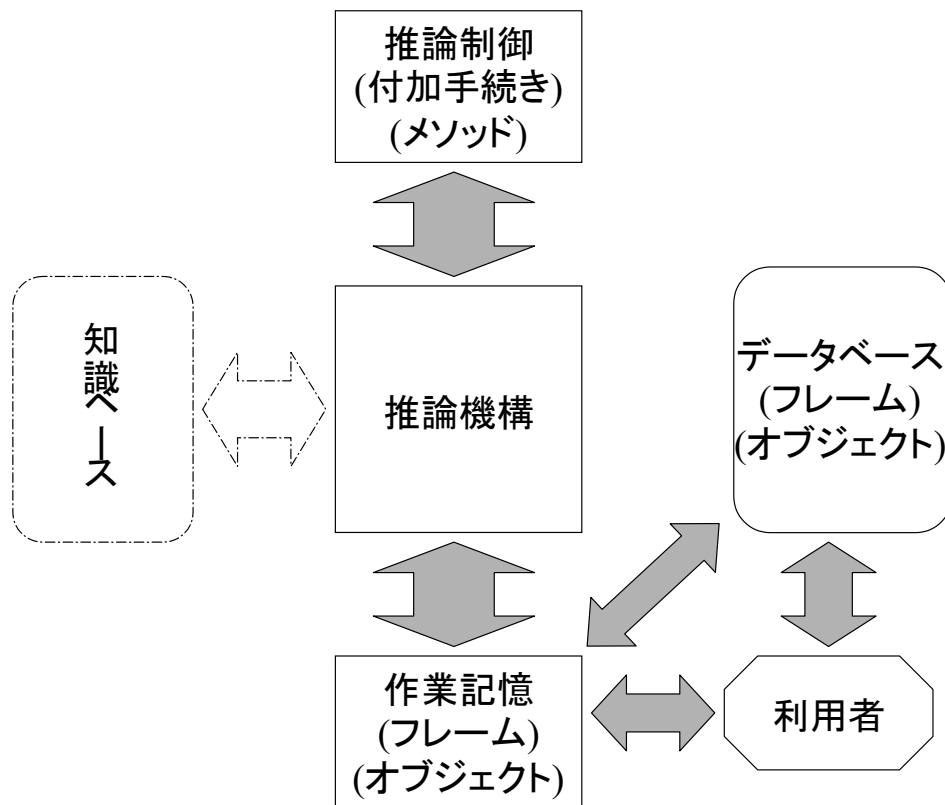 推論制御
(付加手続き)
(メソッド)
知識ベース
推論機構
データベース
(フレーム)
(オブジェクト)
作業記憶
(フレーム)
(オブジェクト)
利用者